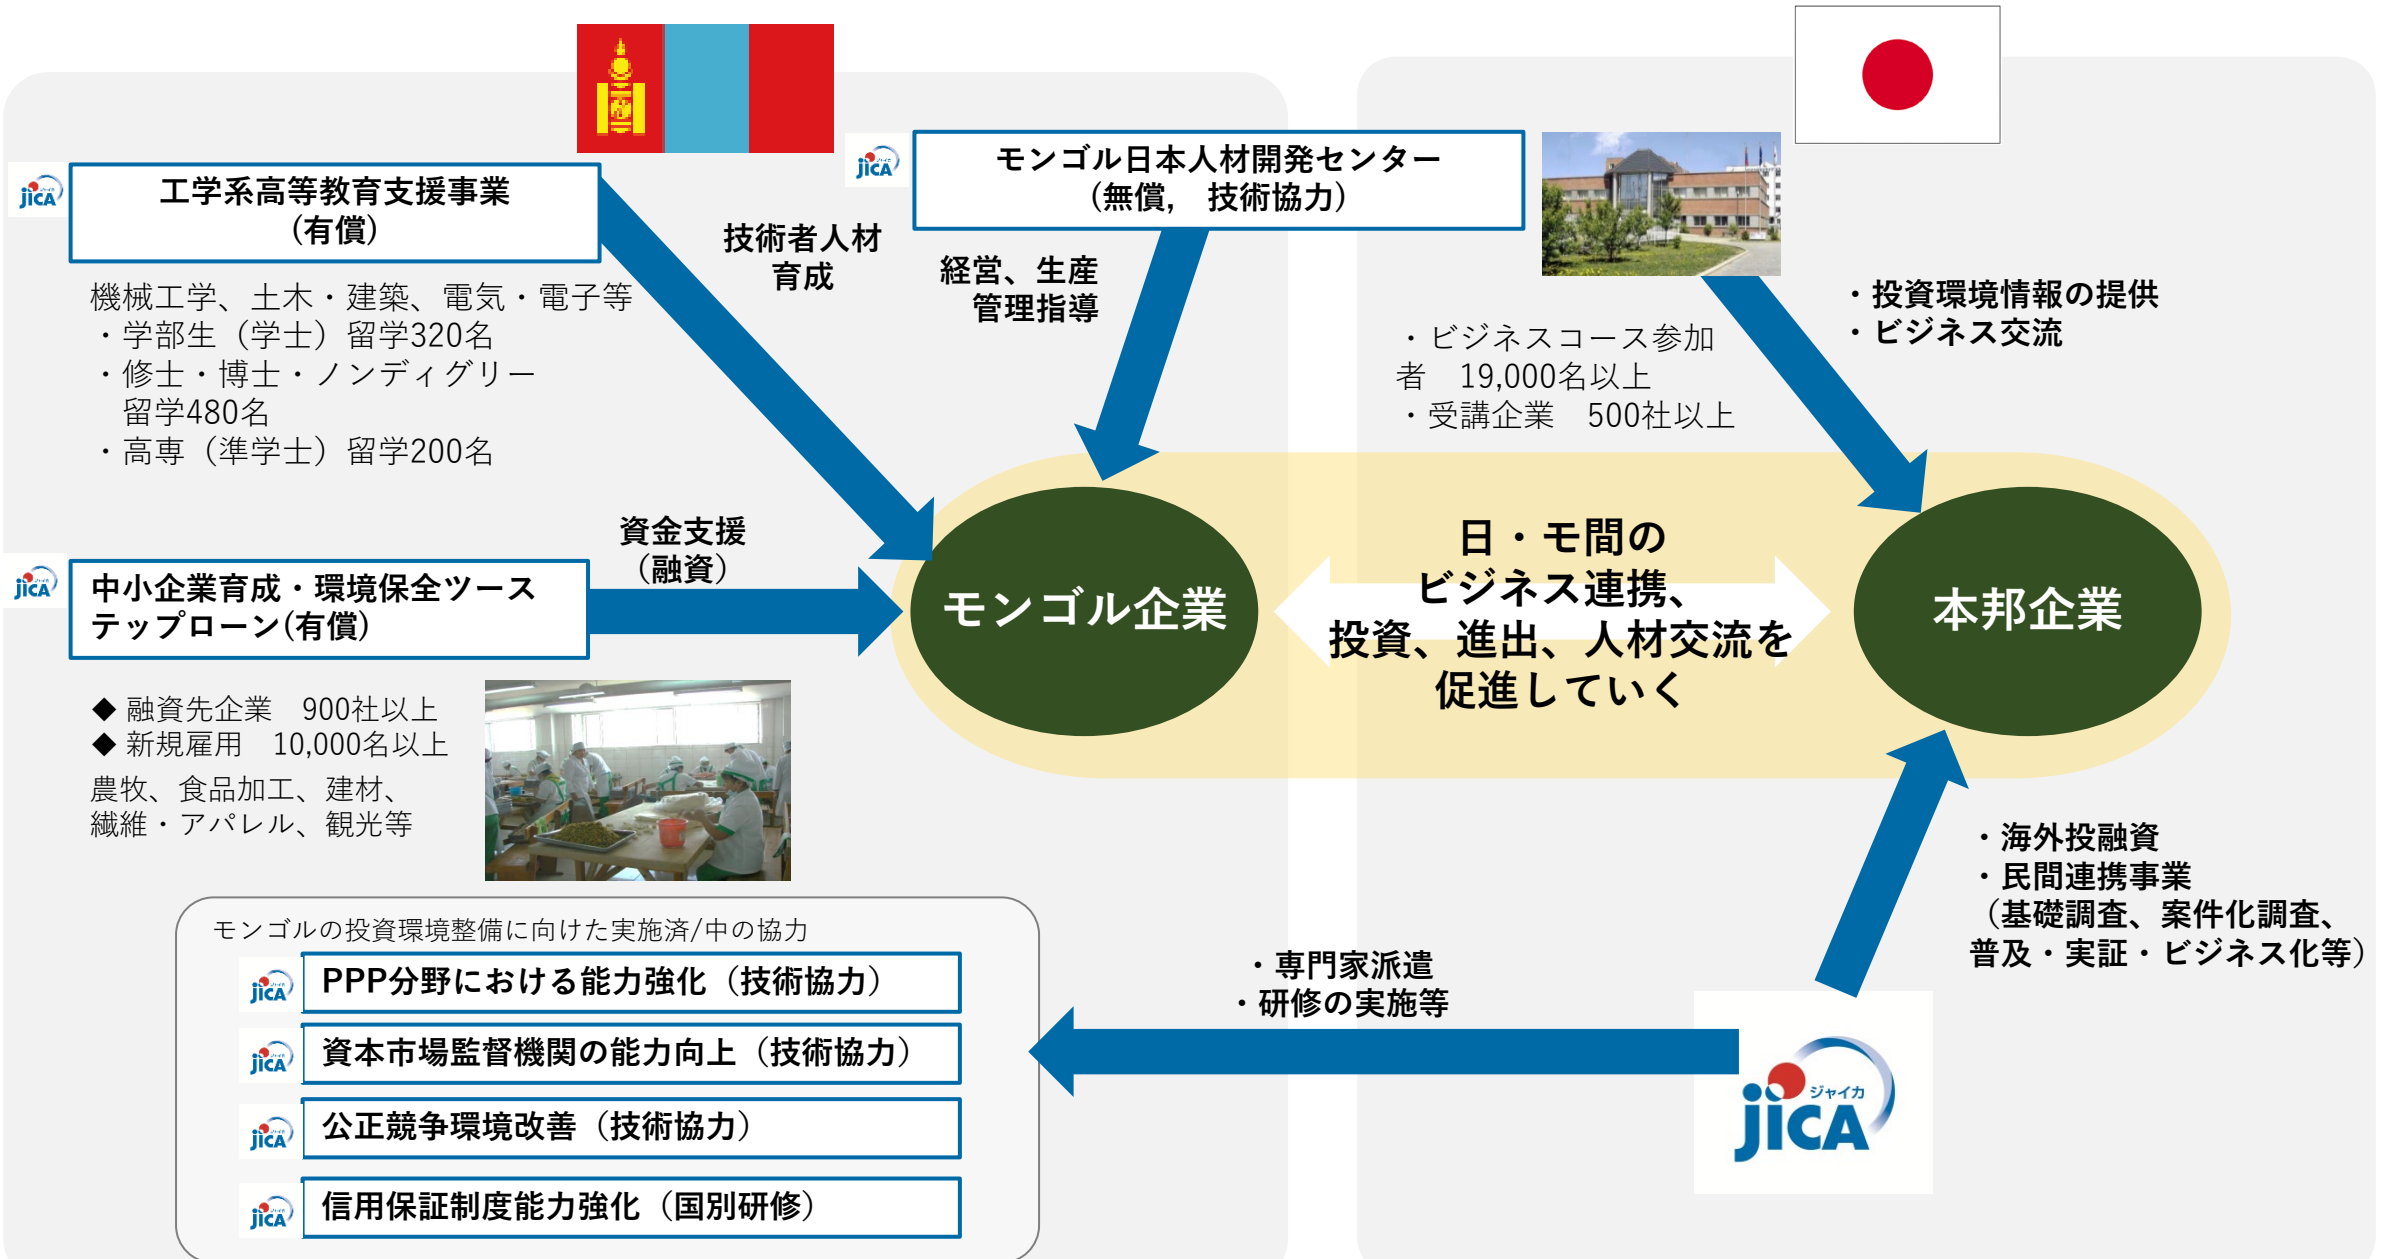 工学系高等教育支援事業
(有償)
機械工学、土木・建築、電気・電子等
・学部生（学士）留学320名
・修士・博士・ノンディグリー
留学480名
・高専（準学士）留学200名
技術者人材
育成
モンゴル日本人材開発センター
(無償,　技術協力)
経営、生産
管理指導
・ビジネスコース参加
者　19,000名以上
・受講企業　500社以上
・投資環境情報の提供
・ビジネス交流
中小企業育成・環境保全ツース
テップローン(有償)
資金支援
（融資）
◆ 融資先企業　900社以上
◆ 新規雇用　10,000名以上
農牧、食品加工、建材、
繊維・アパレル、観光等
モンゴル企業
日・モ間の
ビジネス連携、
投資、進出、人材交流を
促進していく
本邦企業
・海外投融資
・民間連携事業
（基礎調査、案件化調査、
普及・実証・ビジネス化等）
・専門家派遣
・研修の実施等
モンゴルの投資環境整備に向けた実施済/中の協力
PPP分野における能力強化（技術協力）
資本市場監督機関の能力向上（技術協力）
公正競争環境改善（技術協力）
信用保証制度能力強化（国別研修）
ジャイカ
jICA
jICA
jICA
jICA
jICA
jICA
jICA
jICA